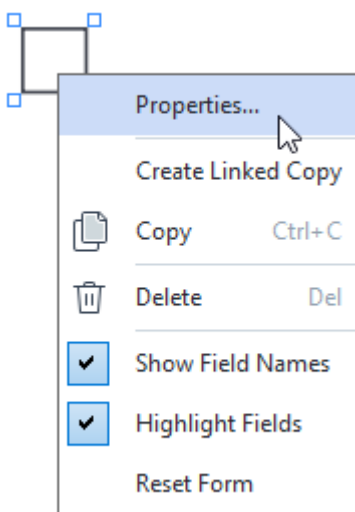 Properties...
Create Linked Copy
Copy Ctrl+C
Delete Del
Show Field Names
Highlight Fields
Reset Form